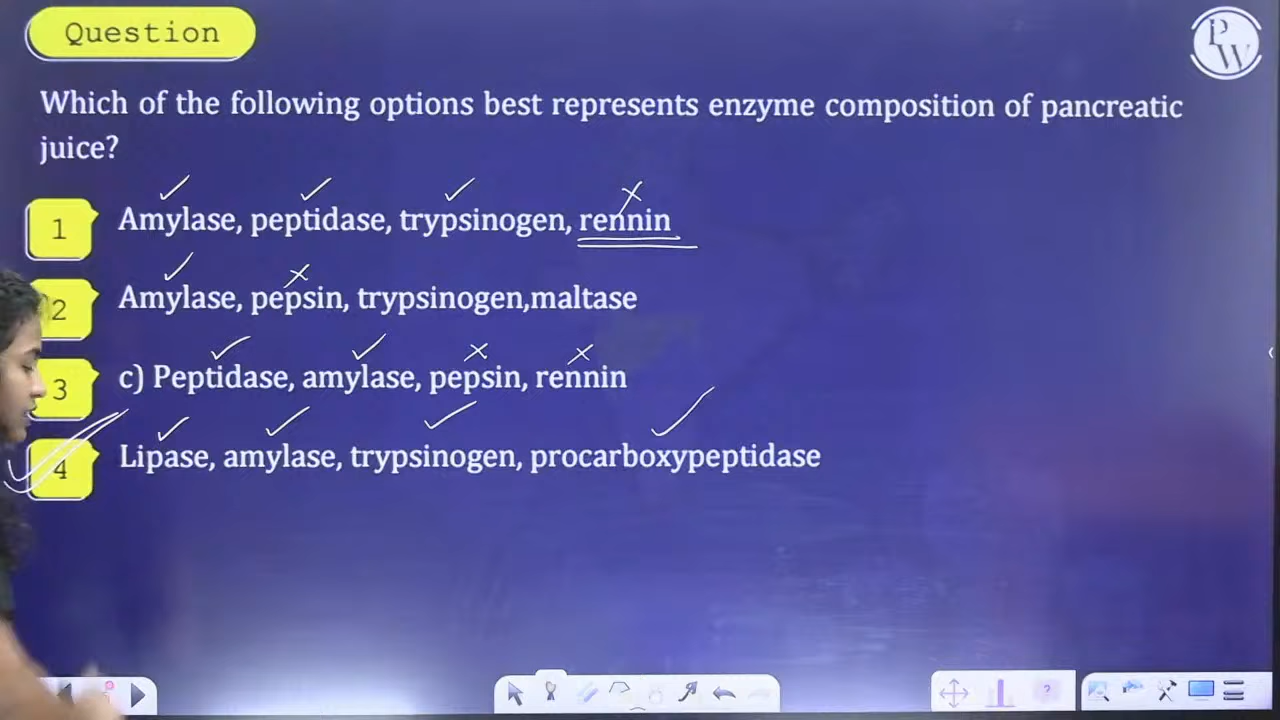 Question
PW
Which of the following options best represents enzyme composition of pancreatic
juice?
1 Amylase, peptidase, trypsinogen, rennin
2 Amylase, pepsin, trypsinogen,maltase
3 c) Peptidase, amylase, pepsin, rennin
4 Lipase, amylase, trypsinogen, procarboxypeptidase
?